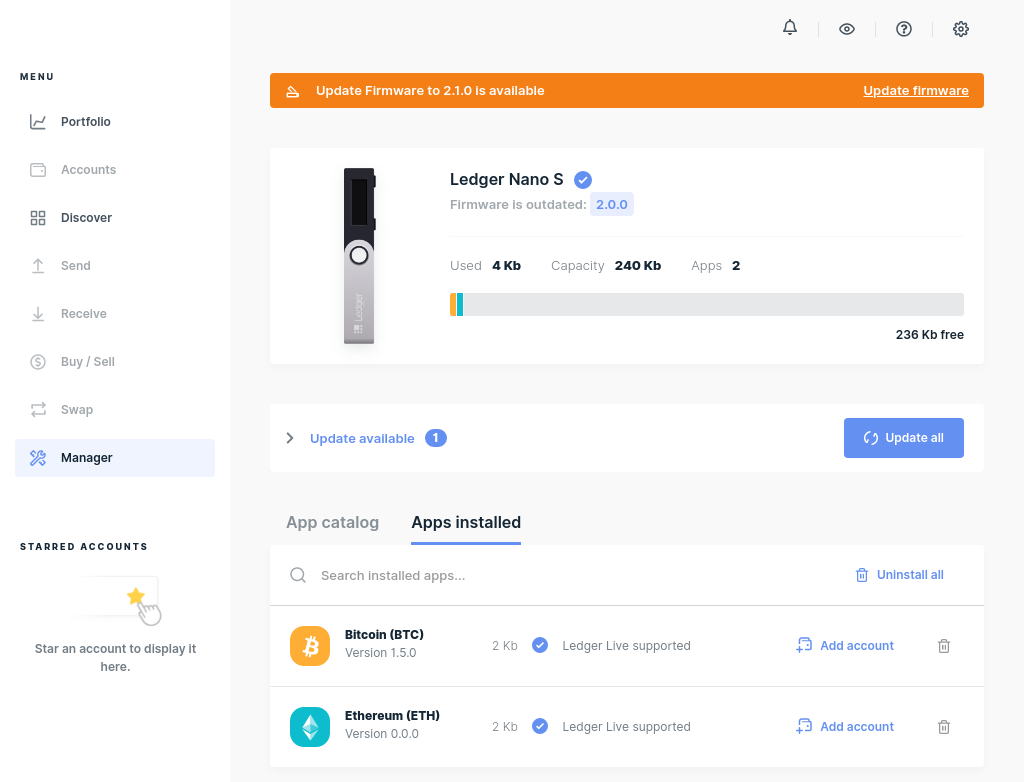 MENU
Portfolio
Accounts
Discover
Send
Receive
Buy / Sell
Swap
Manager
STARRED ACCOUNTS
Star an account to display it
here.
Update Firmware to 2.1.0 is available
Update firmware
Ledger
Ledger Nano S
Firmware is outdated: 2.0.0
Used 4 Kb Capacity 240 Kb Apps 2
236 Kb free
Update available 1
Update all
App catalog Apps installed
Search installed apps...
Uninstall all
Bitcoin (BTC)
Version 1.5.0
2 Kb Ledger Live supported Add account
Ethereum (ETH)
Version 0.0.0
2 Kb Ledger Live supported Add account